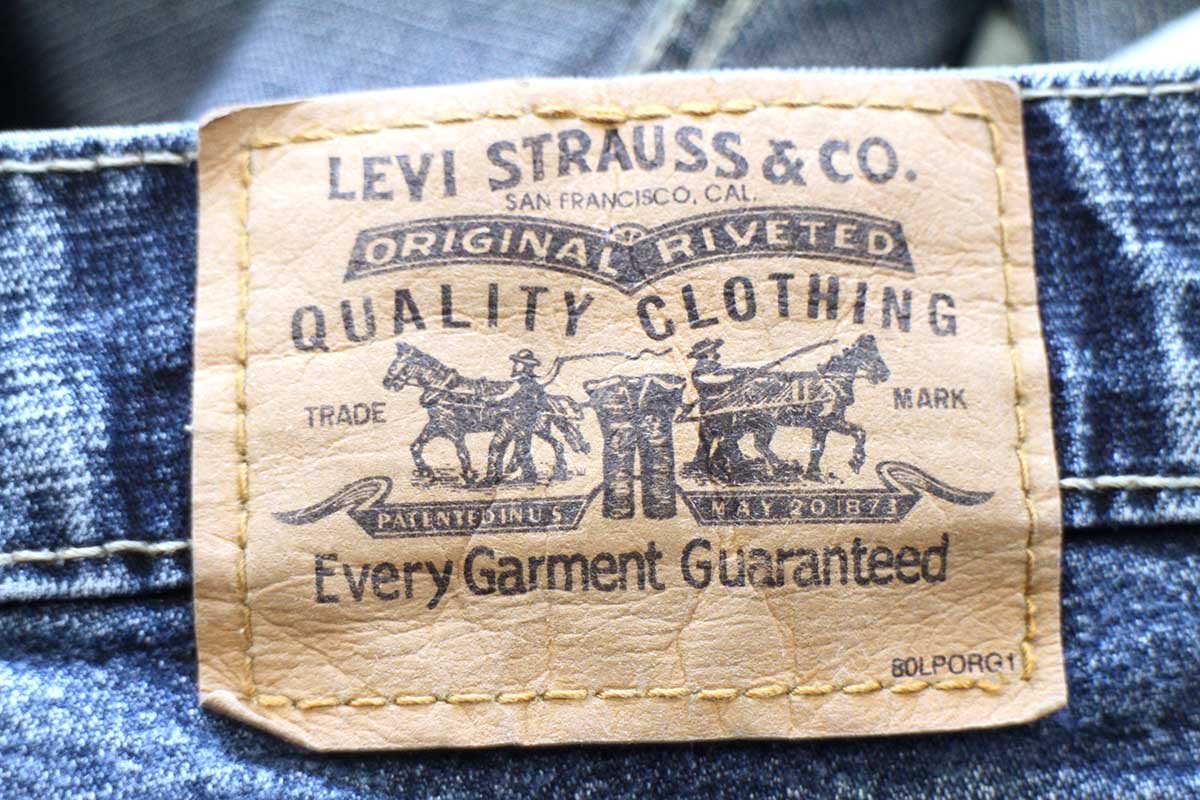 LEVI STRAUSS & CO.
SAN FRANCISCO, CAL.
ORIGINAL RIVETED
QUALITY CLOTHING
TRADE MARK
PATENTED IN U S MAY 20 1873
Every Garment Guaranteed
80LPORG1